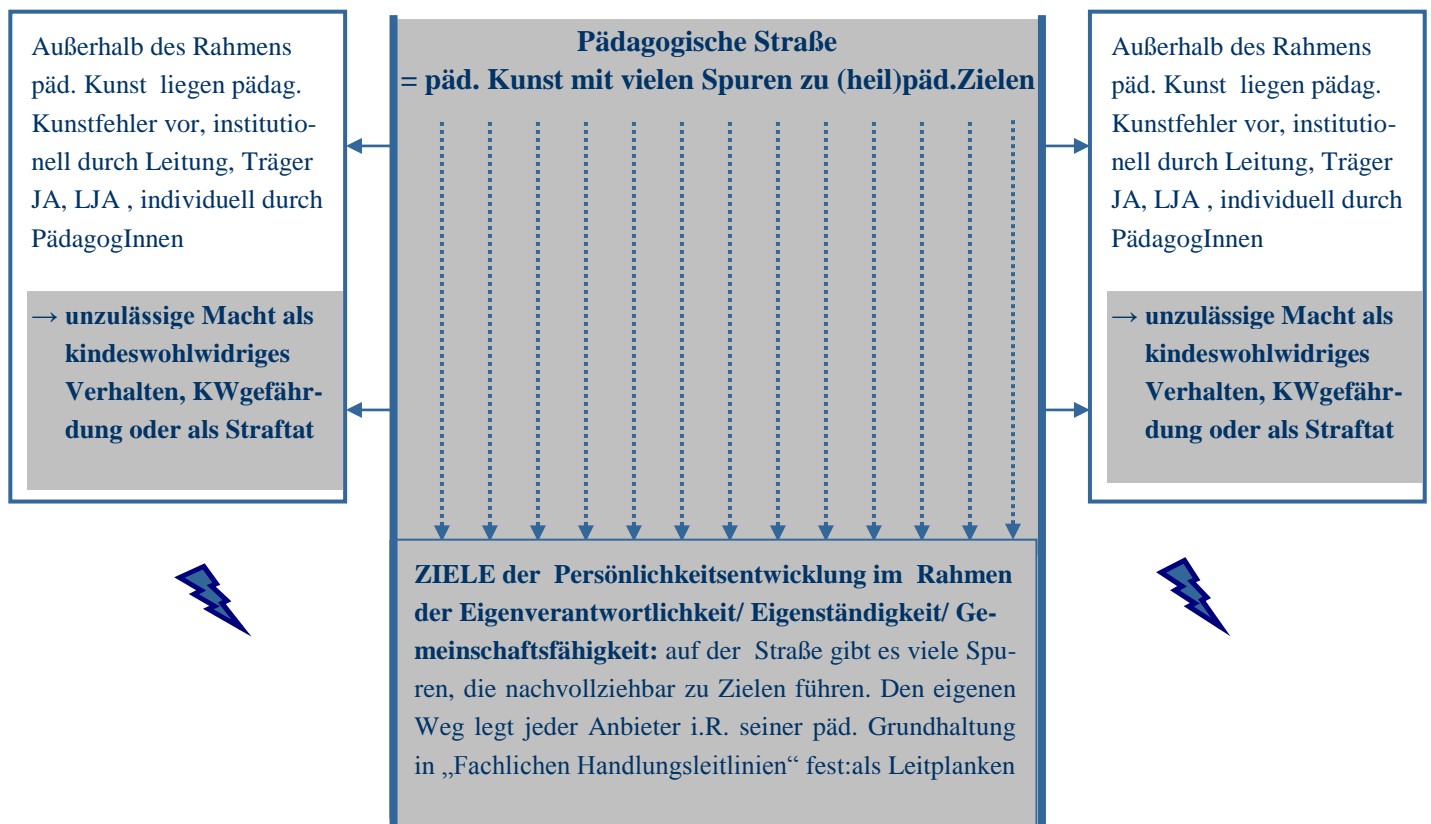 Außerhalb des Rahmens
päd. Kunst liegen pädag.
Kunstfehler vor, institutio-
nell durch Leitung, Träger
JA, LJA , individuell durch
PädagogInnen
→ unzulässige Macht als
kindeswohlwidriges
Verhalten, KWgefähr-
dung oder als Straftat
Pädagogische Straße
= päd. Kunst mit vielen Spuren zu (heil)päd.Zielen
ZIELE der Persönlichkeitsentwicklung im Rahmen
der Eigenverantwortlichkeit/ Eigenständigkeit/ Ge-
meinschaftsfähigkeit: auf der Straße gibt es viele Spu-
ren, die nachvollziehbar zu Zielen führen. Den eigenen
Weg legt jeder Anbieter i.R. seiner päd. Grundhaltung
in „Fachlichen Handlungsleitlinien“ fest:als Leitplanken
Außerhalb des Rahmens
päd. Kunst liegen pädag.
Kunstfehler vor, institutio-
nell durch Leitung, Träger
JA, LJA , individuell durch
PädagogInnen
→ unzulässige Macht als
kindeswohlwidriges
Verhalten, KWgefähr-
dung oder als Straftat